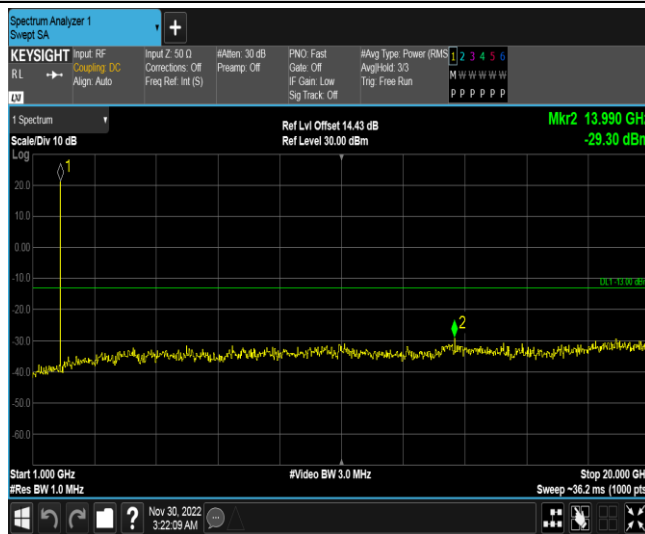 Spectrum Analyzer 1
Swept SA
+
KEYSIGHT
RL
LXI
Input: RF
Coupling: DC
Align: Auto
Input Z: 50 Ω
Corrections: Off
Freq Ref: Int (S)
#Atten: 30 dB
Preamp: Off
PNO: Fast
Gate: Off
IF Gain: Low
Sig Track: Off
#Avg Type: Power (RMS
Avg|Hold: 3/3
Trig: Free Run
1 2 3 4 5 6
M W W W W W
P P P P P P
1 Spectrum
Scale/Div 10 dB
Log
Ref Lvl Offset 14.43 dB
Ref Level 30.00 dBm
Mkr2 13.990 GHz
-29.30 dBm
1
20.0
10.0
0.00
-10.0
DL1 -13.00 dBm
-20.0
2
-30.0
-40.0
-50.0
-60.0
Start 1.000 GHz
#Res BW 1.0 MHz
#Video BW 3.0 MHz
Stop 20.000 GHz
Sweep ~36.2 ms (1000 pts
?
Nov 30, 2022
3:22:09 AM